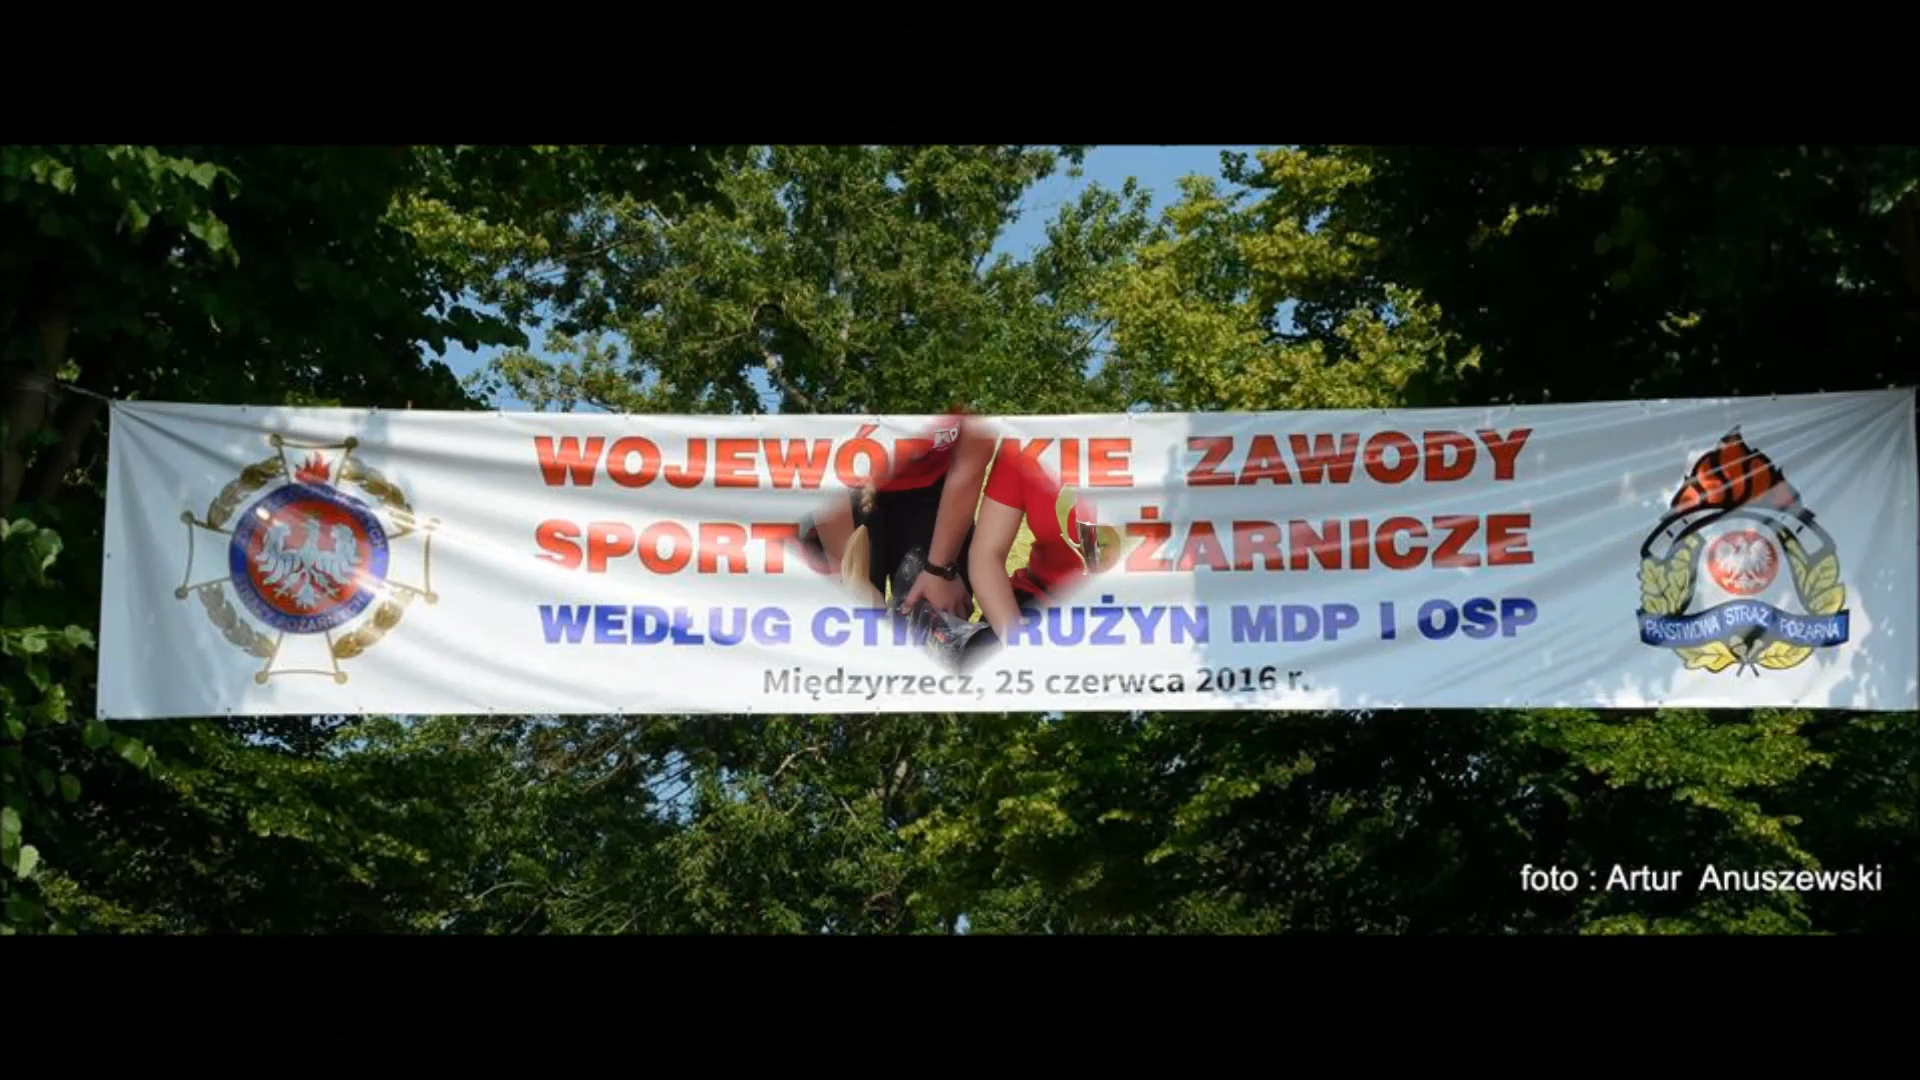 WOJEWÓ KIE ZAWODY
SPORT OŻARNICZE
WEDŁUG CTI RUŻYN MDP I OSP
Międzyrzecz, 25 czerwca 2016 r.
PAŃSTWOWA STRAŻ POŻARNA
foto : Artur Anuszewski